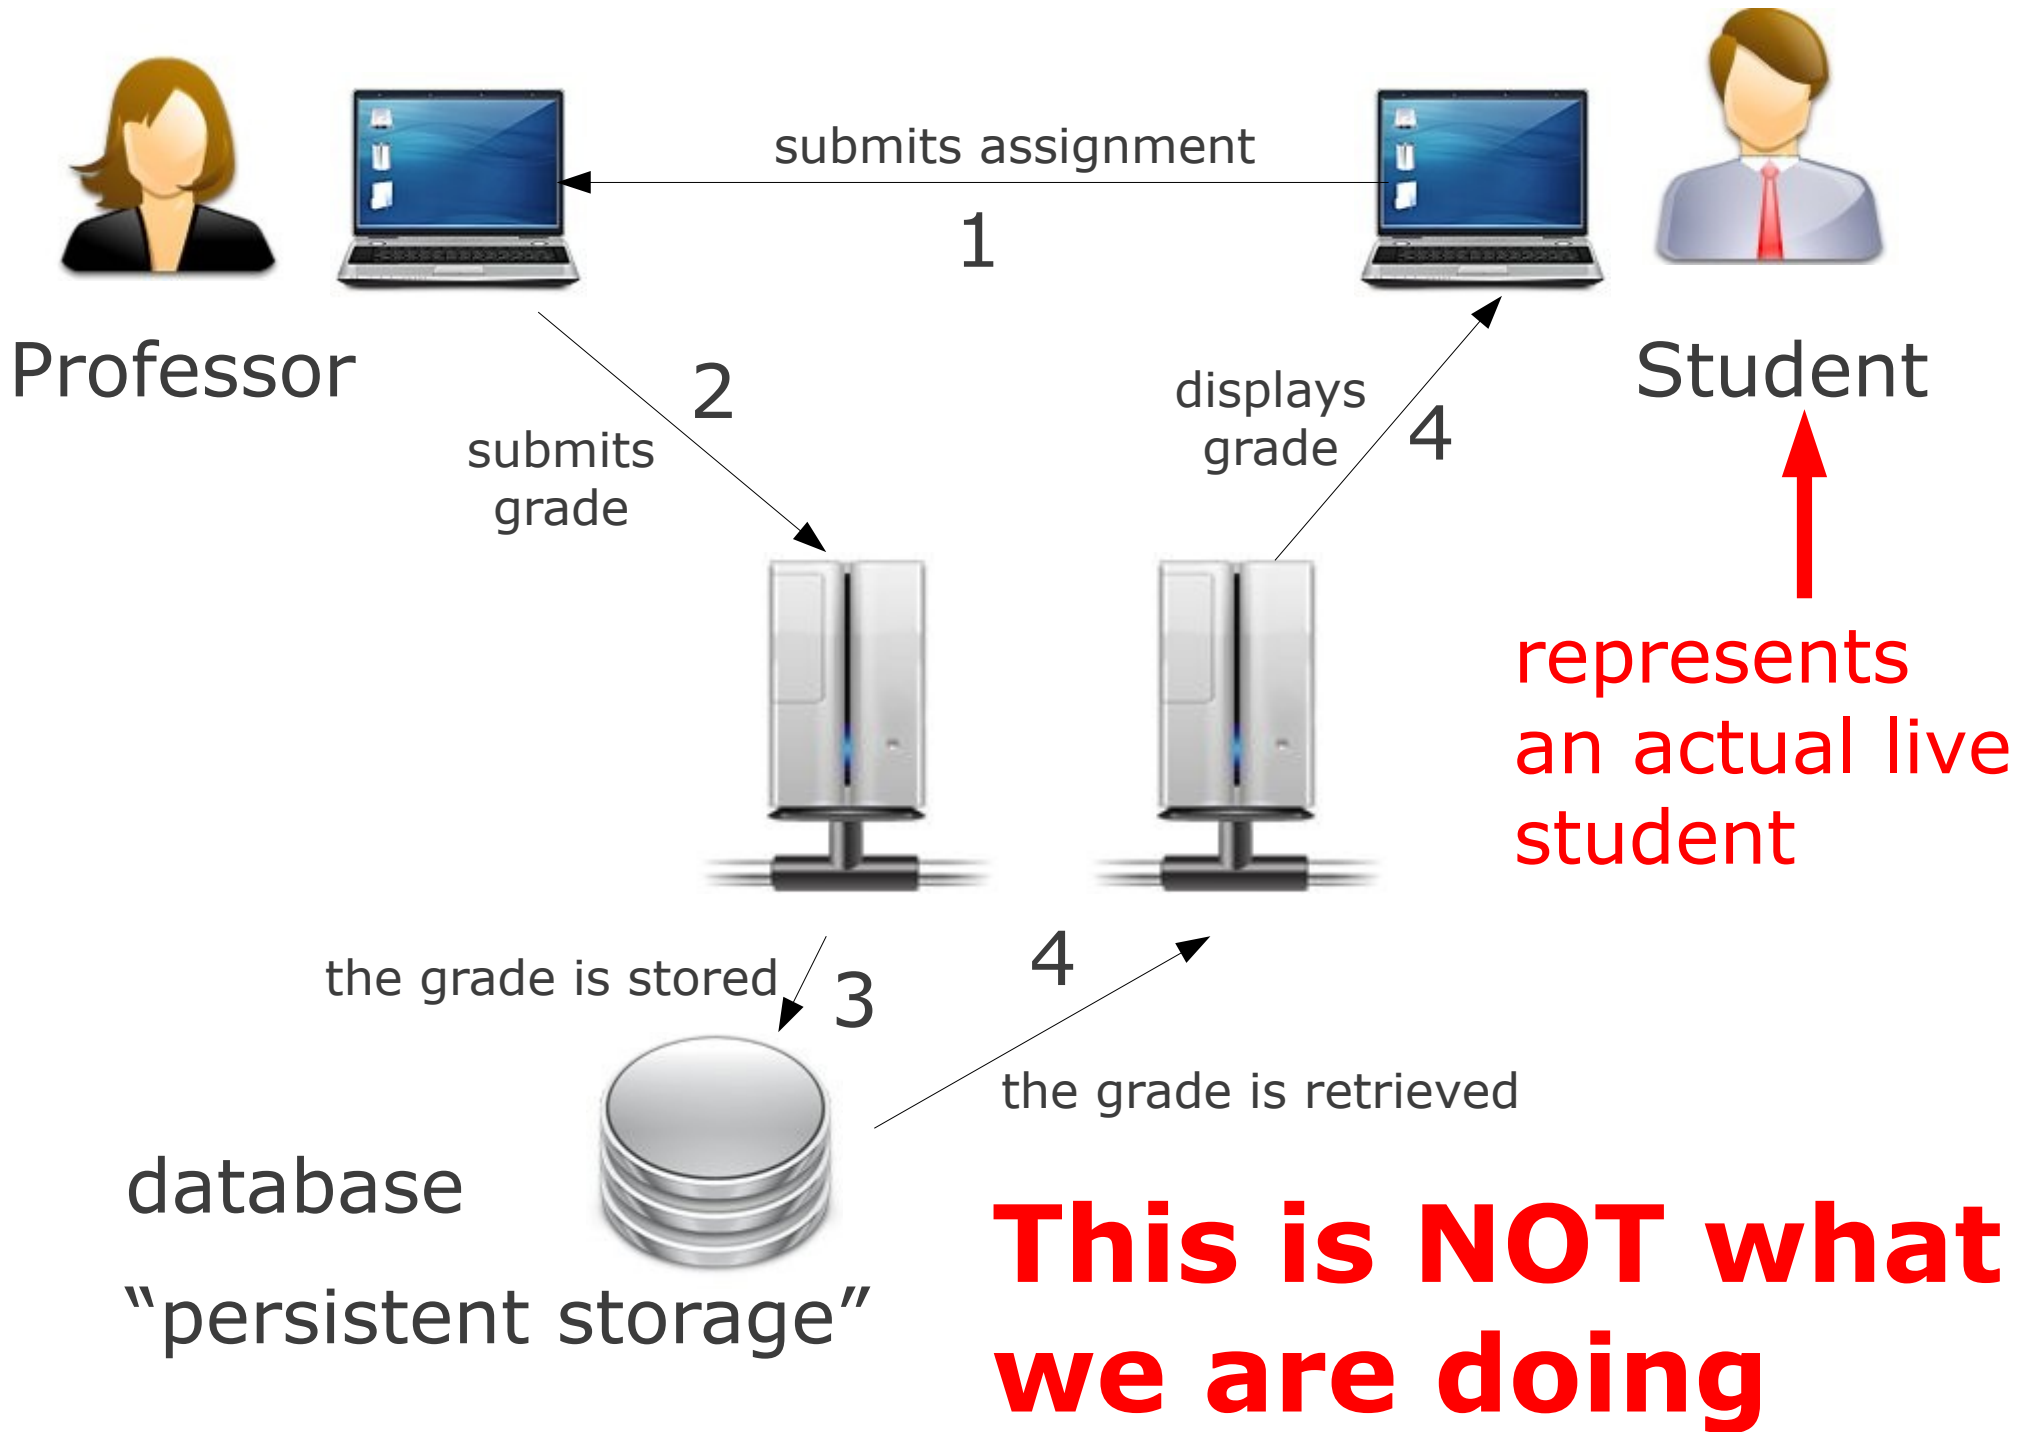 submits assignment
1
Professor
Student
2
submits
grade
displays
grade
4
represents
an actual live
student
the grade is stored
3
4
the grade is retrieved
database
“persistent storage”
This is NOT what
we are doing